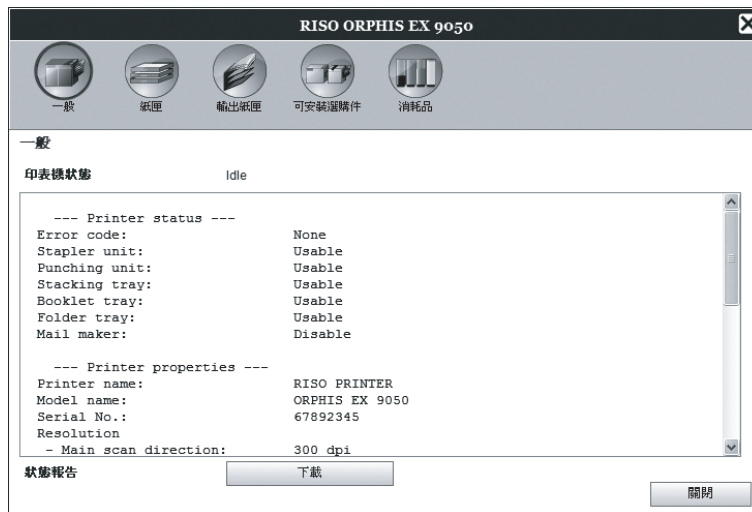 RISO ORPHIS EX 9050
一般 紙匣 輸出紙匣 可安裝選購件 消耗品
一般
印表機狀態 Idle
--- Printer status ---
Error code: None
Stapler unit: Usable
Punching unit: Usable
Stacking tray: Usable
Booklet tray: Usable
Folder tray: Usable
Mail maker: Disable
--- Printer properties ---
Printer name: RISO PRINTER
Model name: ORPHIS EX 9050
Serial No.: 67892345
Resolution
- Main scan direction: 300 dpi
狀態報告 下載
關閉